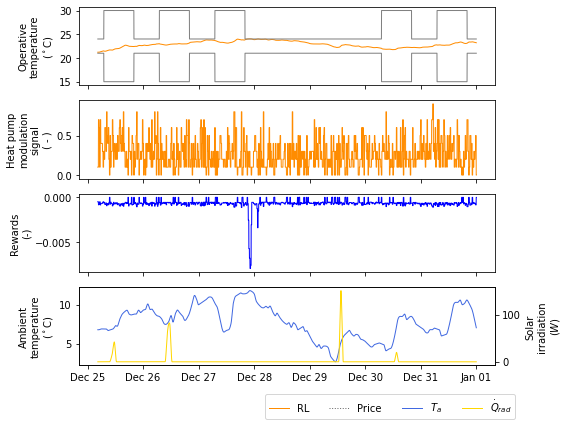 Operative
temperature
(°C)
30
25
20
15
Heat pump
modulation
signal
( - )
0.5
0.0
Rewards
(-)
0.000
−0.005
Ambient
temperature
(°C)
10
5
Solar
irradiation
(W)
100
0
Dec 25 Dec 26 Dec 27 Dec 28 Dec 29 Dec 30 Dec 31 Jan 01
RL Price T_a Q̇_rad